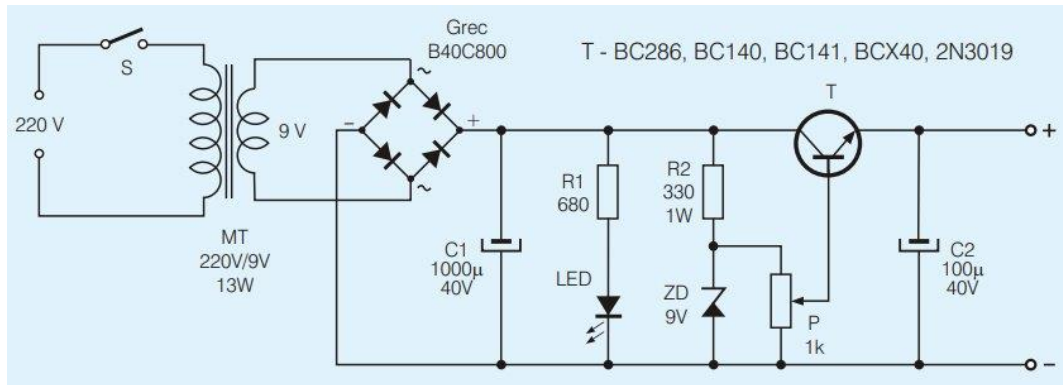 Grec
B40C800
T - BC286, BC140, BC141, BCX40, 2N3019
S
T
220 V
9 V
~
−
+
+
R1
680
R2
330
1W
~
MT
220V/9V
13W
C1
1000µ
40V
LED
ZD
9V
P
1k
C2
100µ
40V
−